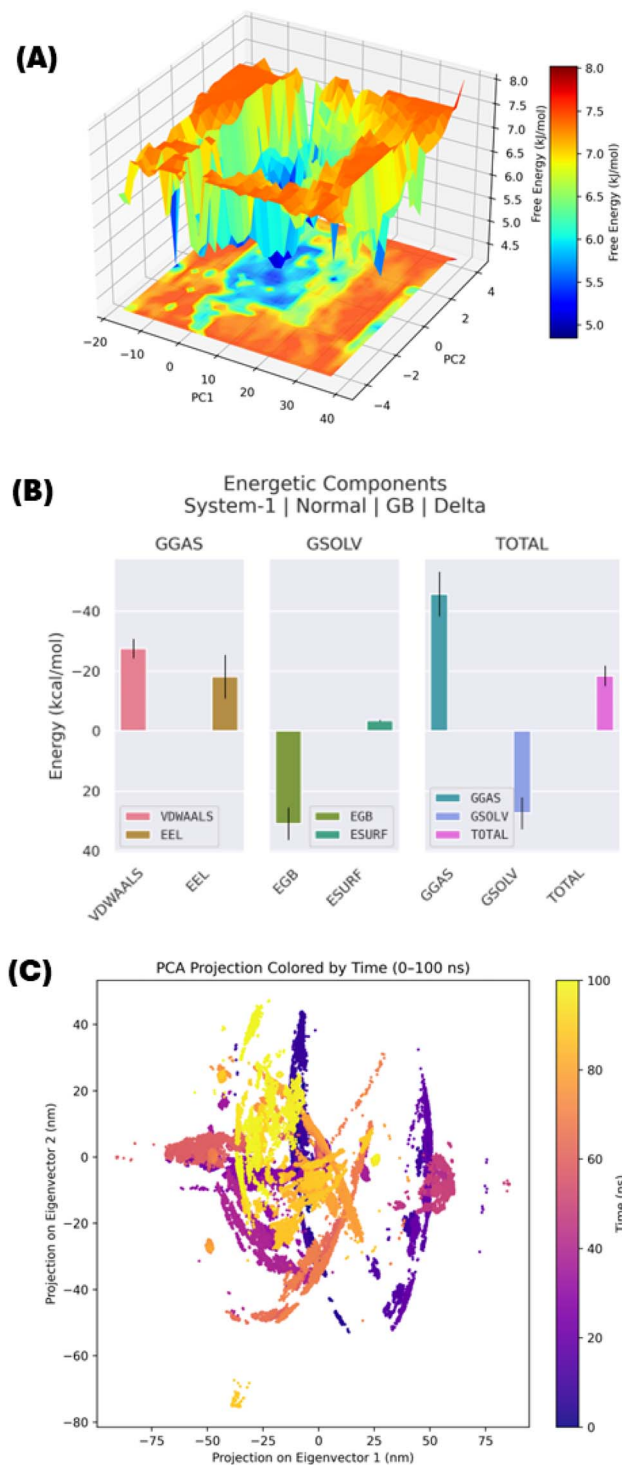 (A)
8.0
7.5
7.0
6.5
6.0
5.5
5.0
4.5
Free Energy (kJ/mol)
8.0
7.5
7.0
6.5
6.0
5.5
5.0
Free Energy (kJ/mol)
−20
−10
0
10
20
30
40
PC1
−4
−2
0
2
4
PC2
(B)
Energetic Components
System-1 | Normal | GB | Delta
GGAS
GSOLV
TOTAL
Energy (kcal/mol)
−40
−20
0
20
40
VDWAALS
EEL
EGB
ESURF
GGAS
GSOLV
TOTAL
VDWAALS
EEL
EGB
ESURF
GGAS
GSOLV
TOTAL
(C)
PCA Projection Colored by Time (0–100 ns)
Projection on Eigenvector 2 (nm)
40
20
0
−20
−40
−60
−80
−75
−50
−25
0
25
50
75
Projection on Eigenvector 1 (nm)
100
80
60
40
20
0
Time (ns)